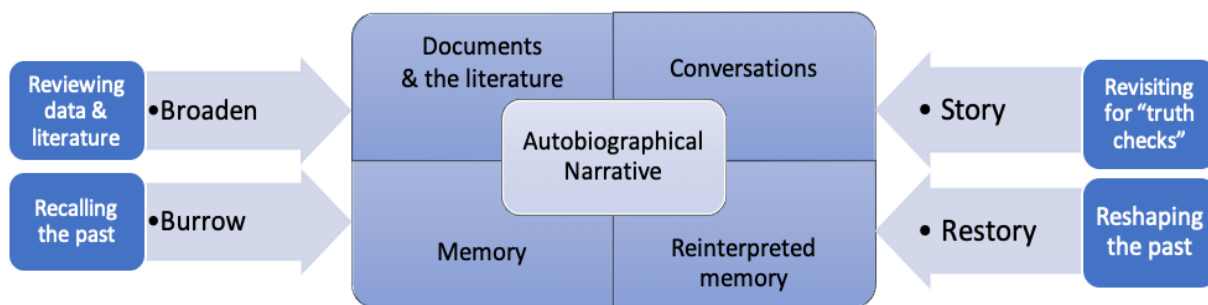 Reviewing
data &
literature
•Broaden
Documents
& the literature
Conversations
• Story
Revisiting
for “truth
checks”
Autobiographical
Narrative
Recalling
the past
•Burrow
Memory
Reinterpreted
memory
• Restory
Reshaping
the past